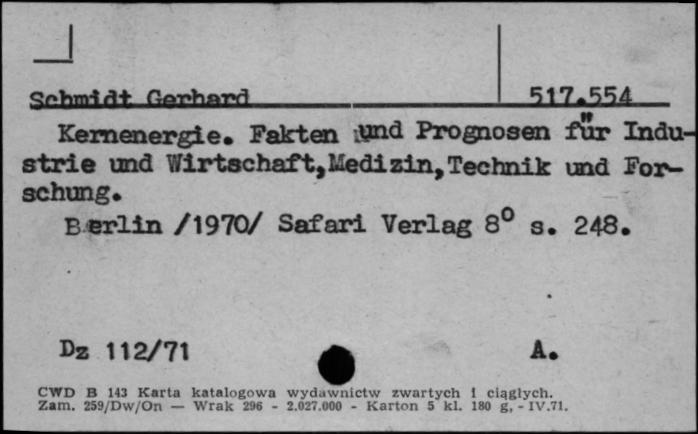 Schmidt Gerhard 517.554
Kernenergie. Fakten und Prognosen für Indu-
strie und Wirtschaft,Medizin,Technik und For-
schung.
Berlin /1970/ Safari Verlag 8° s. 248.
Dz 112/71 A.
CWD B 143 Karta katalogowa wydawnictw zwartych i ciągłych.
Zam. 259/Dw/On — Wrak 296 - 2.027.000 - Karton 5 kl. 180 g, - IV.71.